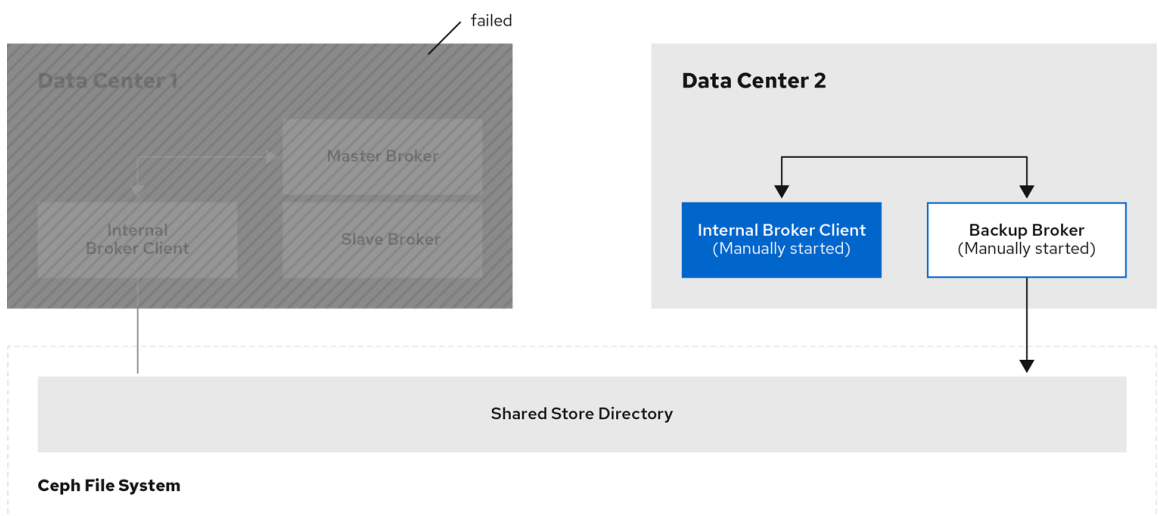 failed
Data Center 1
Master Broker
Internal
Broker Client
Slave Broker
Data Center 2
Internal Broker Client
(Manually started)
Backup Broker
(Manually started)
Shared Store Directory
Ceph File System